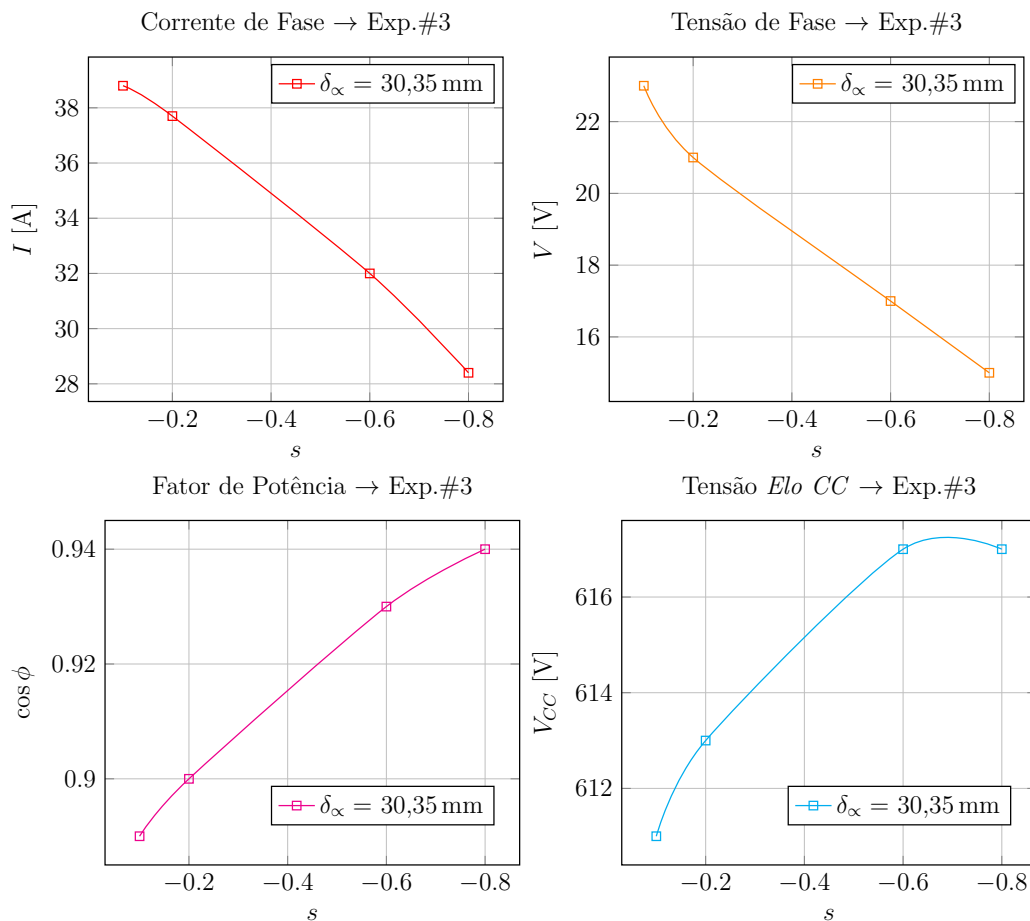 Corrente de Fase → Exp.#3
δ∝ = 30,35 mm
I [A]
38
36
34
32
30
28
−0.2 −0.4 −0.6 −0.8
s
Tensão de Fase → Exp.#3
δ∝ = 30,35 mm
V [V]
22
20
18
16
−0.2 −0.4 −0.6 −0.8
s
Fator de Potência → Exp.#3
cos ϕ
0.94
0.92
0.9
δ∝ = 30,35 mm
−0.2 −0.4 −0.6 −0.8
s
Tensão Elo CC → Exp.#3
V_CC [V]
616
614
612
δ∝ = 30,35 mm
−0.2 −0.4 −0.6 −0.8
s